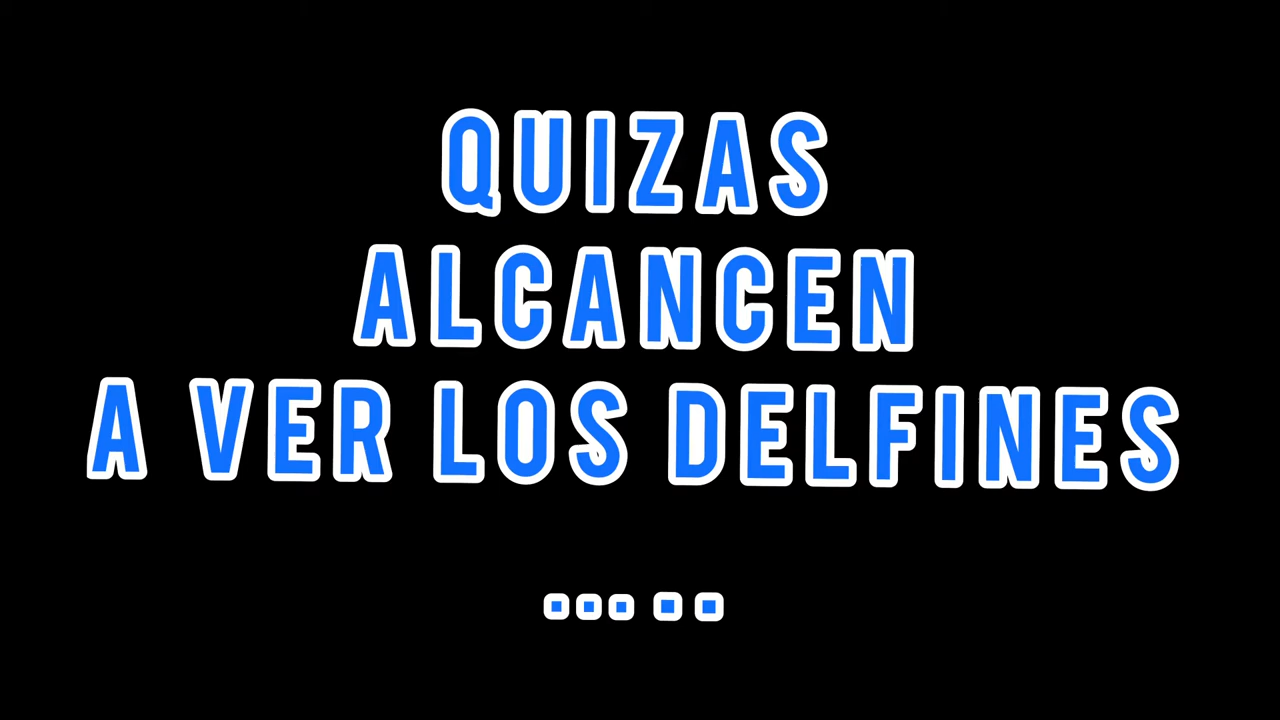 QUIZAS
ALCANCEN
A VER LOS DELFINES
.....